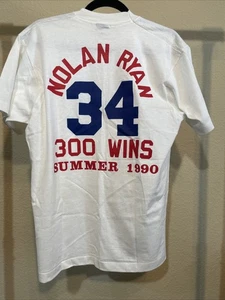 NOLAN RYAN
34
300 WINS
SUMMER 1990